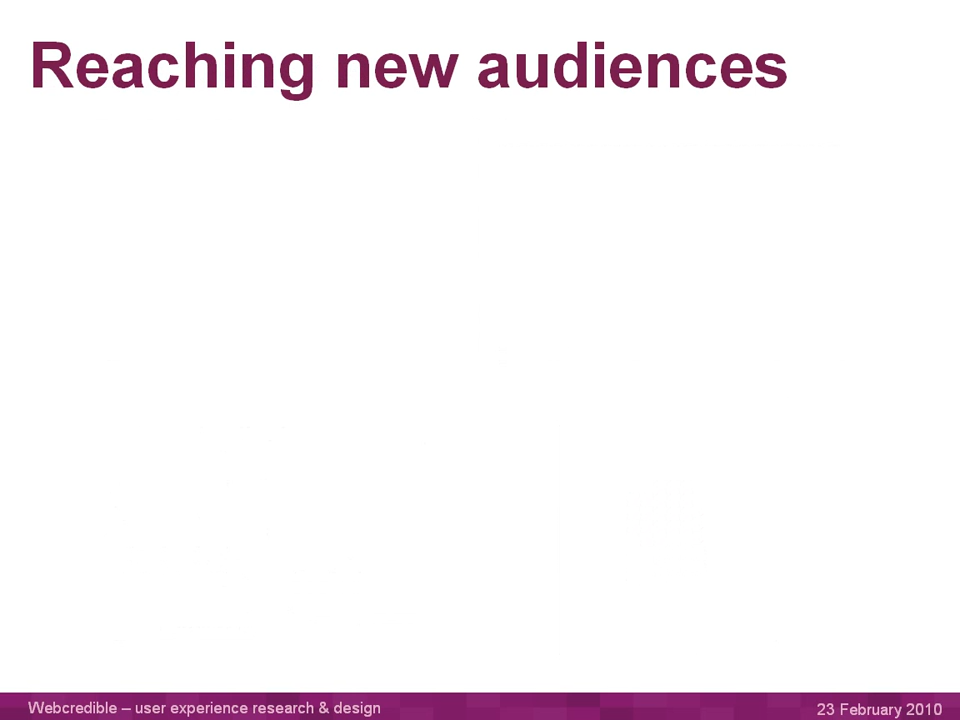 Reaching new audiences
Webcredible – user experience research & design
23 February 2010